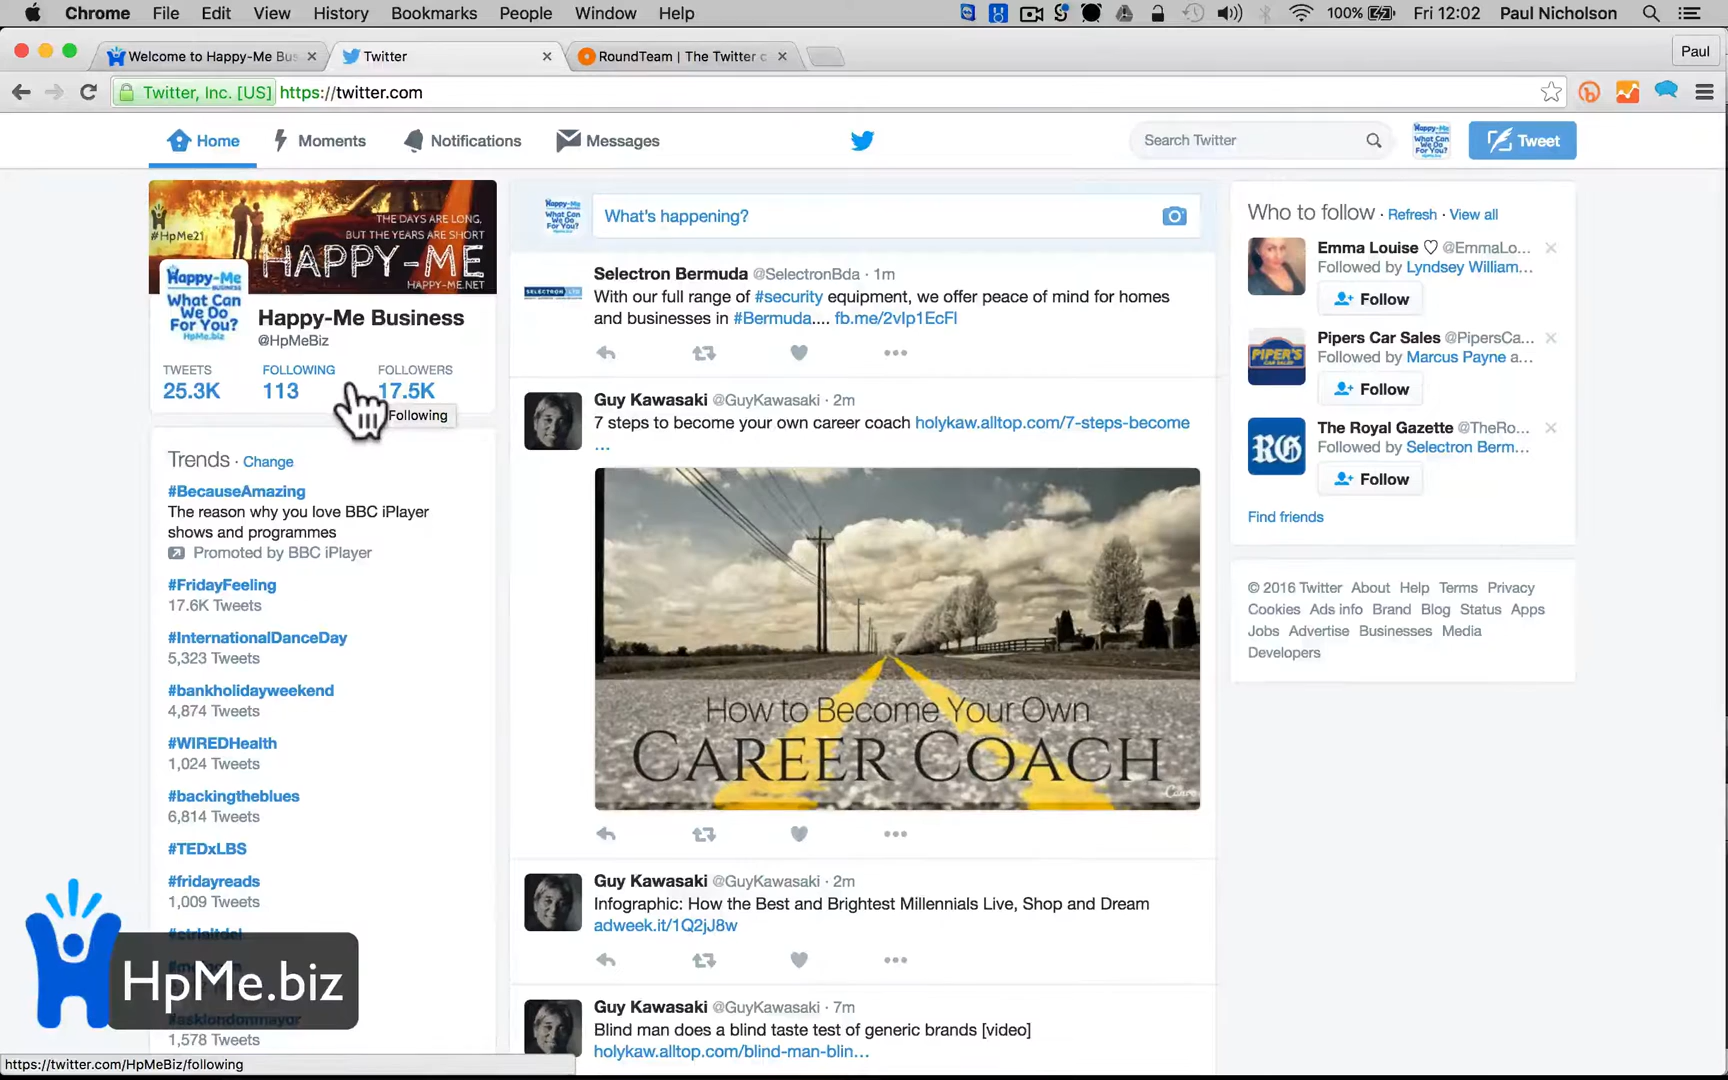 Chrome File Edit View History Bookmarks People Window Help 100% Fri 12:02 Paul Nicholson
Welcome to Happy-Me Bus Twitter RoundTeam | The Twitter c Paul
Twitter, Inc. [US] https://twitter.com
Home Moments Notifications Messages Search Twitter Tweet
#HpMe21
THE DAYS ARE LONG,
BUT THE YEARS ARE SHORT
HAPPY-ME
HAPPY-ME.NET
Happy-Me
BUSINESS
What Can
We Do
For You?
HpMe.biz
Happy-Me Business
@HpMeBiz
TWEETS FOLLOWING FOLLOWERS
25.3K 113 17.5K
Following
Trends · Change
#BecauseAmazing
The reason why you love BBC iPlayer
shows and programmes
Promoted by BBC iPlayer
#FridayFeeling
17.6K Tweets
#InternationalDanceDay
5,323 Tweets
#bankholidayweekend
4,874 Tweets
#WIREDHealth
1,024 Tweets
#backingtheblues
6,814 Tweets
#TEDxLBS
#fridayreads
1,009 Tweets
#ctrlaltdel
HpMe.biz
#asklondonmayor
1,578 Tweets
https://twitter.com/HpMeBiz/following
What's happening?
Selectron Bermuda @SelectronBda · 1m
With our full range of #security equipment, we offer peace of mind for homes
and businesses in #Bermuda.... fb.me/2vIp1EcFl
Guy Kawasaki @GuyKawasaki · 2m
7 steps to become your own career coach holykaw.alltop.com/7-steps-become
...
How to Become Your Own
CAREER COACH
Canva
Guy Kawasaki @GuyKawasaki · 2m
Infographic: How the Best and Brightest Millennials Live, Shop and Dream
adweek.it/1Q2jJ8w
Guy Kawasaki @GuyKawasaki · 7m
Blind man does a blind taste test of generic brands [video]
holykaw.alltop.com/blind-man-blin...
Who to follow · Refresh · View all
Emma Louise ♡ @EmmaLo...
Followed by Lyndsey William...
Follow
PIPER'S
Pipers Car Sales @PipersCa...
Followed by Marcus Payne a...
Follow
RG
The Royal Gazette @TheRo...
Followed by Selectron Berm...
Follow
Find friends
© 2016 Twitter About Help Terms Privacy
Cookies Ads info Brand Blog Status Apps
Jobs Advertise Businesses Media
Developers